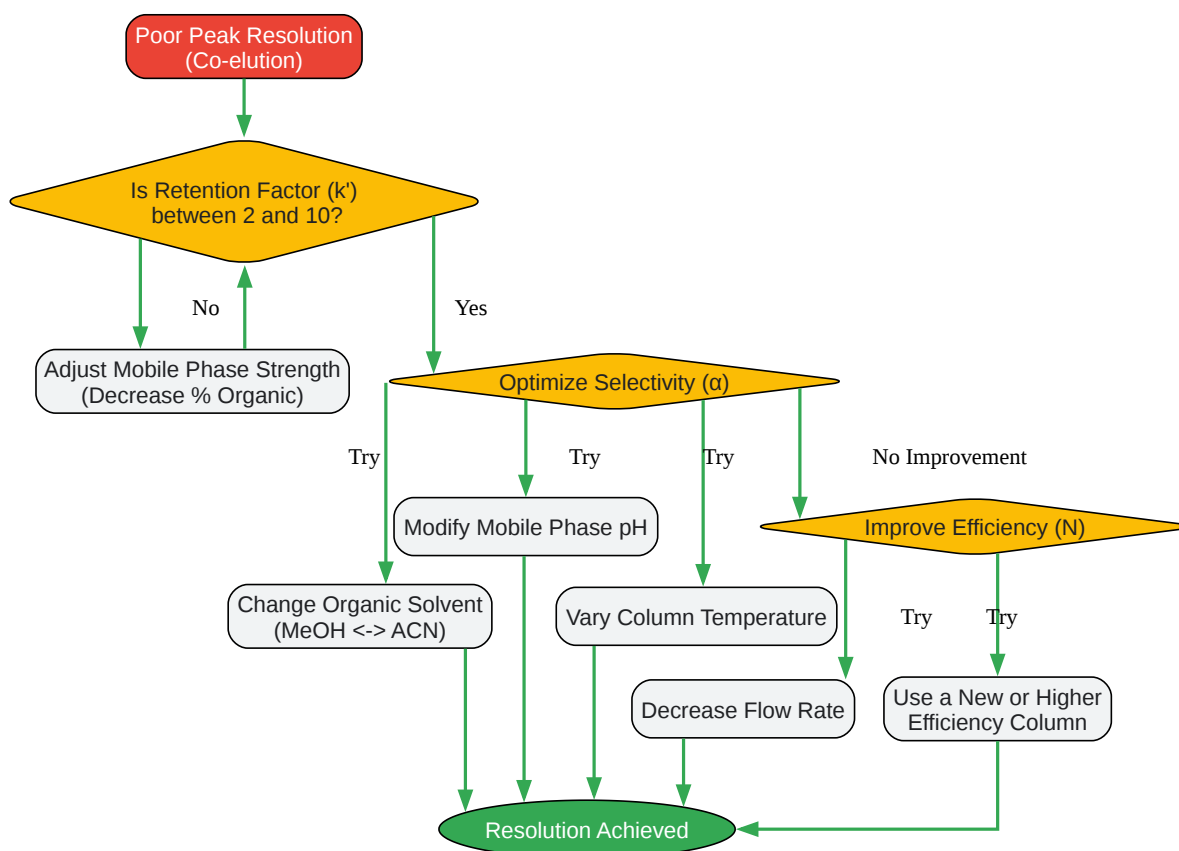 Poor Peak Resolution
(Co-elution)
Is Retention Factor (k')
between 2 and 10?
No
Yes
Adjust Mobile Phase Strength
(Decrease % Organic)
Optimize Selectivity (α)
Try
Try
Try
No Improvement
Modify Mobile Phase pH
Improve Efficiency (N)
Change Organic Solvent
(MeOH <-> ACN)
Vary Column Temperature
Try
Try
Decrease Flow Rate
Use a New or Higher
Efficiency Column
Resolution Achieved